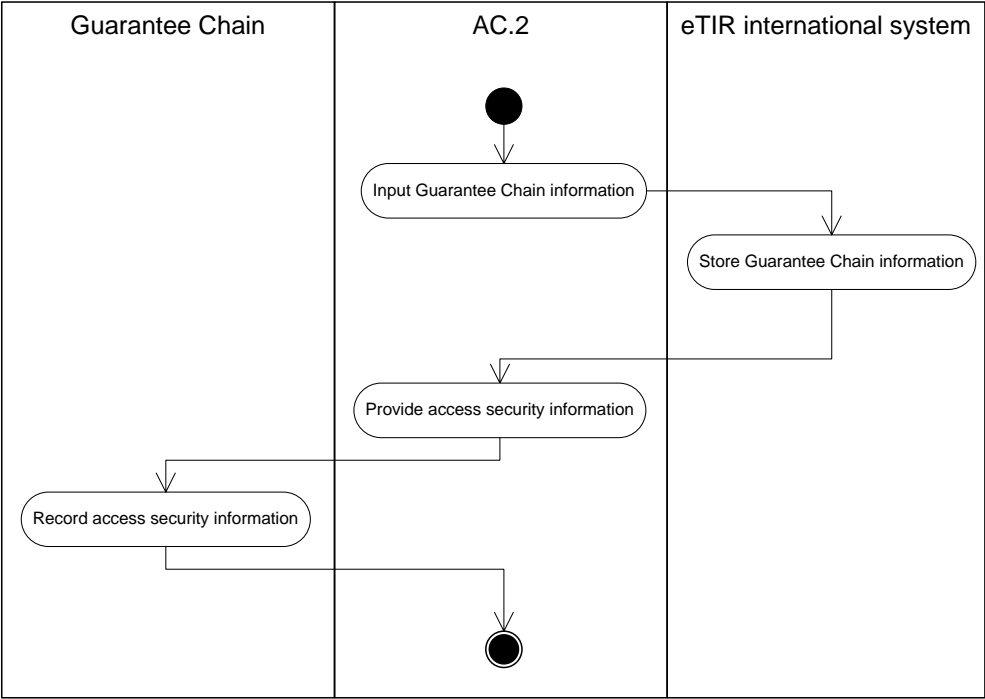 Guarantee Chain
AC.2
eTIR international system
Input Guarantee Chain information
Store Guarantee Chain information
Provide access security information
Record access security information